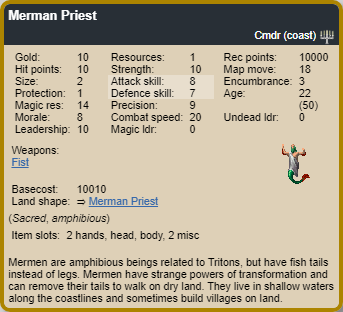 Merman Priest
Cmdr (coast)
Gold: 10 Resources: 1 Rec points: 10000
Hit points: 10 Strength: 10 Map move: 18
Size: 2 Attack skill: 8 Encumbrance: 3
Protection: 1 Defence skill: 7 Age: 22
Magic res: 14 Precision: 9 (50)
Morale: 8 Combat speed: 20 Undead ldr: 0
Leadership: 10 Magic ldr: 0
Weapons:
Fist
Basecost: 10010
Land shape: ⇒ Merman Priest
(Sacred, amphibious)
Item slots: 2 hands, head, body, 2 misc
Mermen are amphibious beings related to Tritons, but have fish tails
instead of legs. Mermen have strange powers of transformation and
can remove their tails to walk on dry land. They live in shallow waters
along the coastlines and sometimes build villages on land.